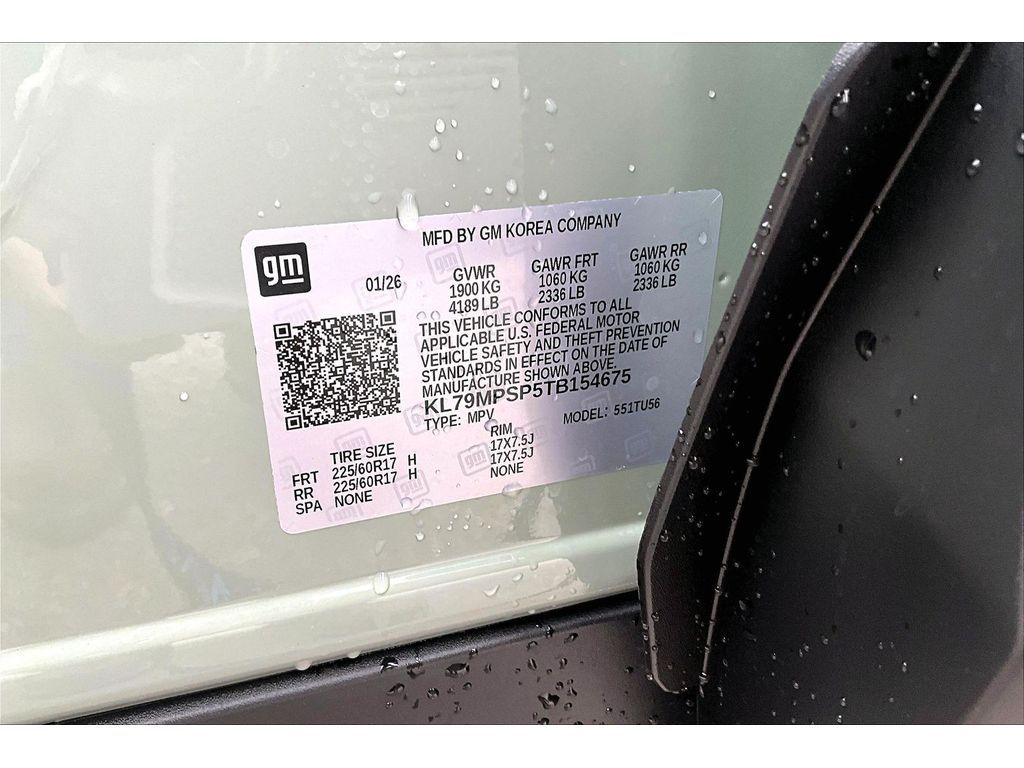 MFD BY GM KOREA COMPANY
gm
01/26
GVWR
1900 KG
4189 LB
GAWR FRT
1060 KG
2336 LB
GAWR RR
1060 KG
2336 LB
THIS VEHICLE CONFORMS TO ALL
APPLICABLE U.S. FEDERAL MOTOR
VEHICLE SAFETY AND THEFT PREVENTION
STANDARDS IN EFFECT ON THE DATE OF
MANUFACTURE SHOWN ABOVE.
KL79MPSP5TB154675
TYPE: MPV MODEL: 551TU56
TIRE SIZE RIM
FRT 225/60R17 H 17X7.5J
RR 225/60R17 H 17X7.5J
SPA NONE NONE